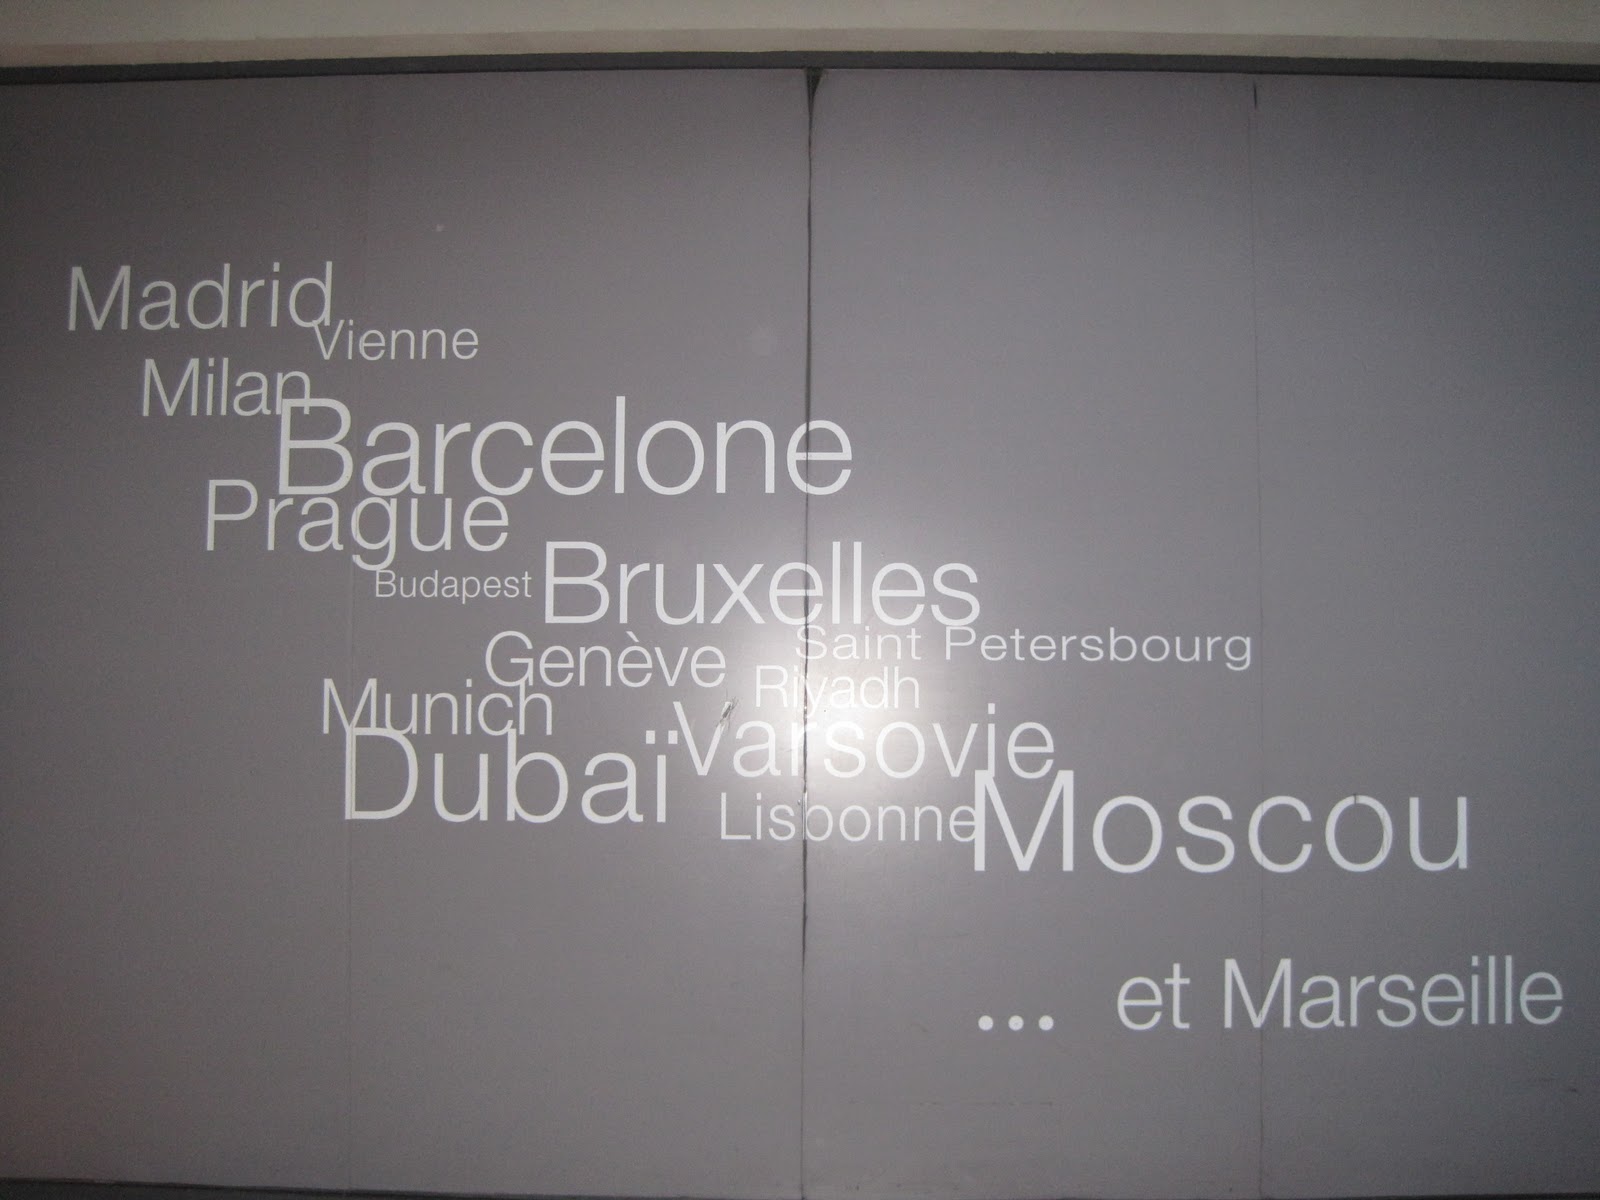 Madrid
Vienne
Milan
Barcelone
Prague
Budapest
Bruxelles
Genève
Saint Petersbourg
Riyadh
Munich
Varsovie
Dubaï
Lisbonne
Moscou
... et Marseille